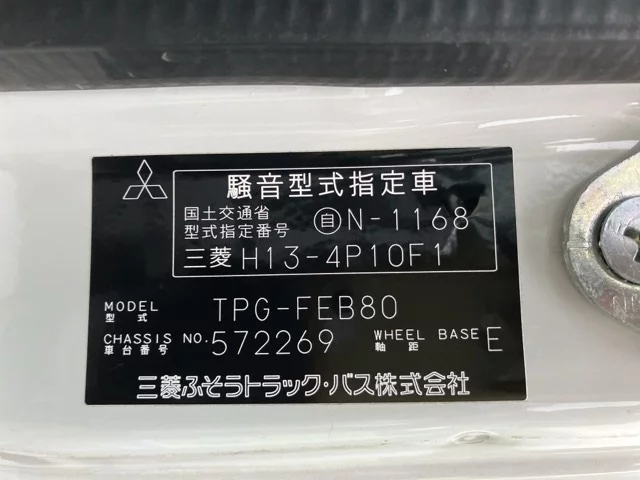 騒音型式指定車
国土交通省
型式指定番号 自N-1168
三菱 H13-4P10F1
MODEL
型式 TPG-FEB80
CHASSIS NO.
車台番号 572269 WHEEL BASE
軸距 E
三菱ふそうトラック・バス株式会社